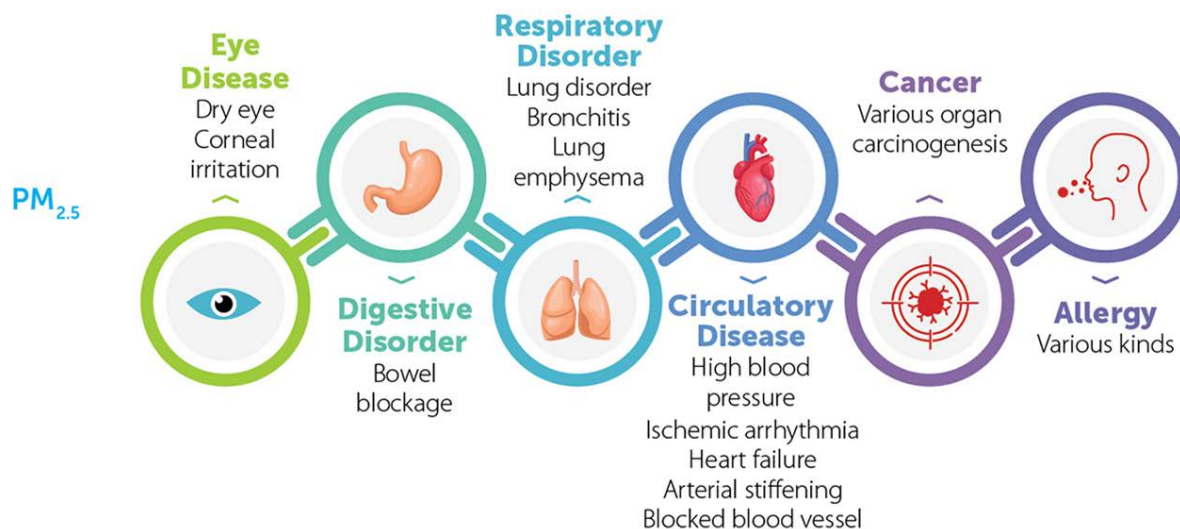 PM2.5
Eye
Disease
Dry eye
Corneal
irritation
Digestive
Disorder
Bowel
blockage
Respiratory
Disorder
Lung disorder
Bronchitis
Lung
emphysema
Circulatory
Disease
High blood
pressure
Ischemic arrhythmia
Heart failure
Arterial stiffening
Blocked blood vessel
Cancer
Various organ
carcinogenesis
Allergy
Various kinds